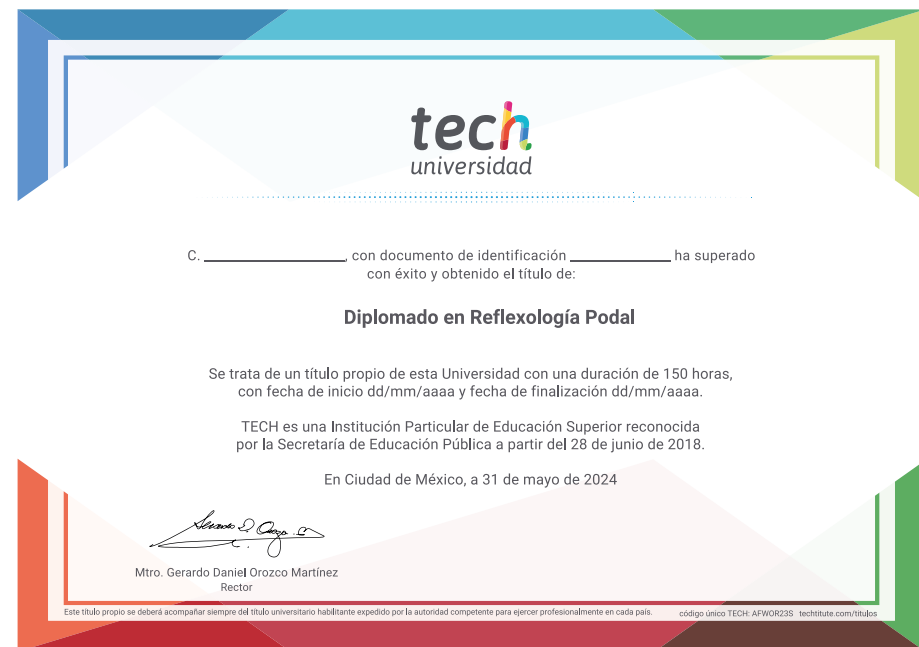 tech
universidad
C. ____________, con documento de identificación ____________ ha superado
con éxito y obtenido el título de:
Diplomado en Reflexología Podal
Se trata de un título propio de esta Universidad con una duración de 150 horas,
con fecha de inicio dd/mm/aaaa y fecha de finalización dd/mm/aaaa.
TECH es una Institución Particular de Educación Superior reconocida
por la Secretaría de Educación Pública a partir del 28 de junio de 2018.
En Ciudad de México, a 31 de mayo de 2024
Mtro. Gerardo Daniel Orozco Martínez
Rector
Este título propio se deberá acompañar siempre del título universitario habilitante expedido por la autoridad competente para ejercer profesionalmente en cada país. código único TECH: AFWOR23S techtitute.com/titulos